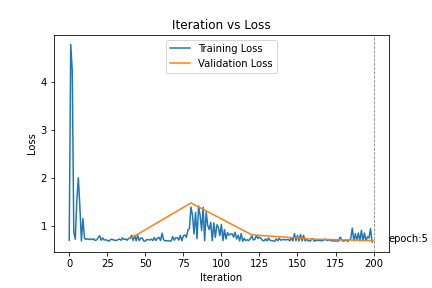 Iteration vs Loss
Training Loss
Validation Loss
Loss
4
3
2
1
epoch:5
0 25 50 75 100 125 150 175 200
Iteration